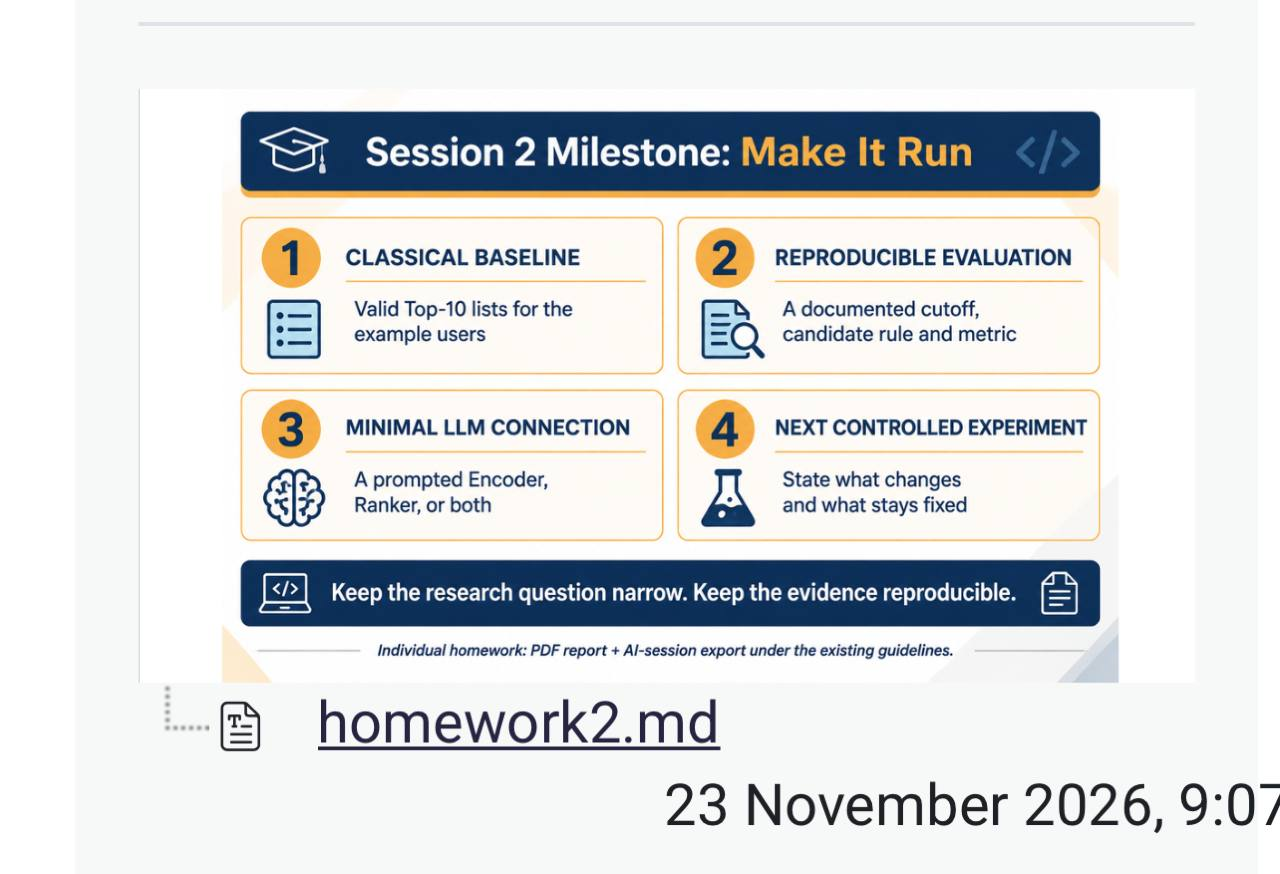 Session 2 Milestone: Make It Run
</>
1
CLASSICAL BASELINE
Valid Top-10 lists for the
example users
2
REPRODUCIBLE EVALUATION
A documented cutoff,
candidate rule and metric
3
MINIMAL LLM CONNECTION
A prompted Encoder,
Ranker, or both
4
NEXT CONTROLLED EXPERIMENT
State what changes
and what stays fixed
</>
Keep the research question narrow. Keep the evidence reproducible.
Individual homework: PDF report + AI-session export under the existing guidelines.
T
homework2.md
23 November 2026, 9:07